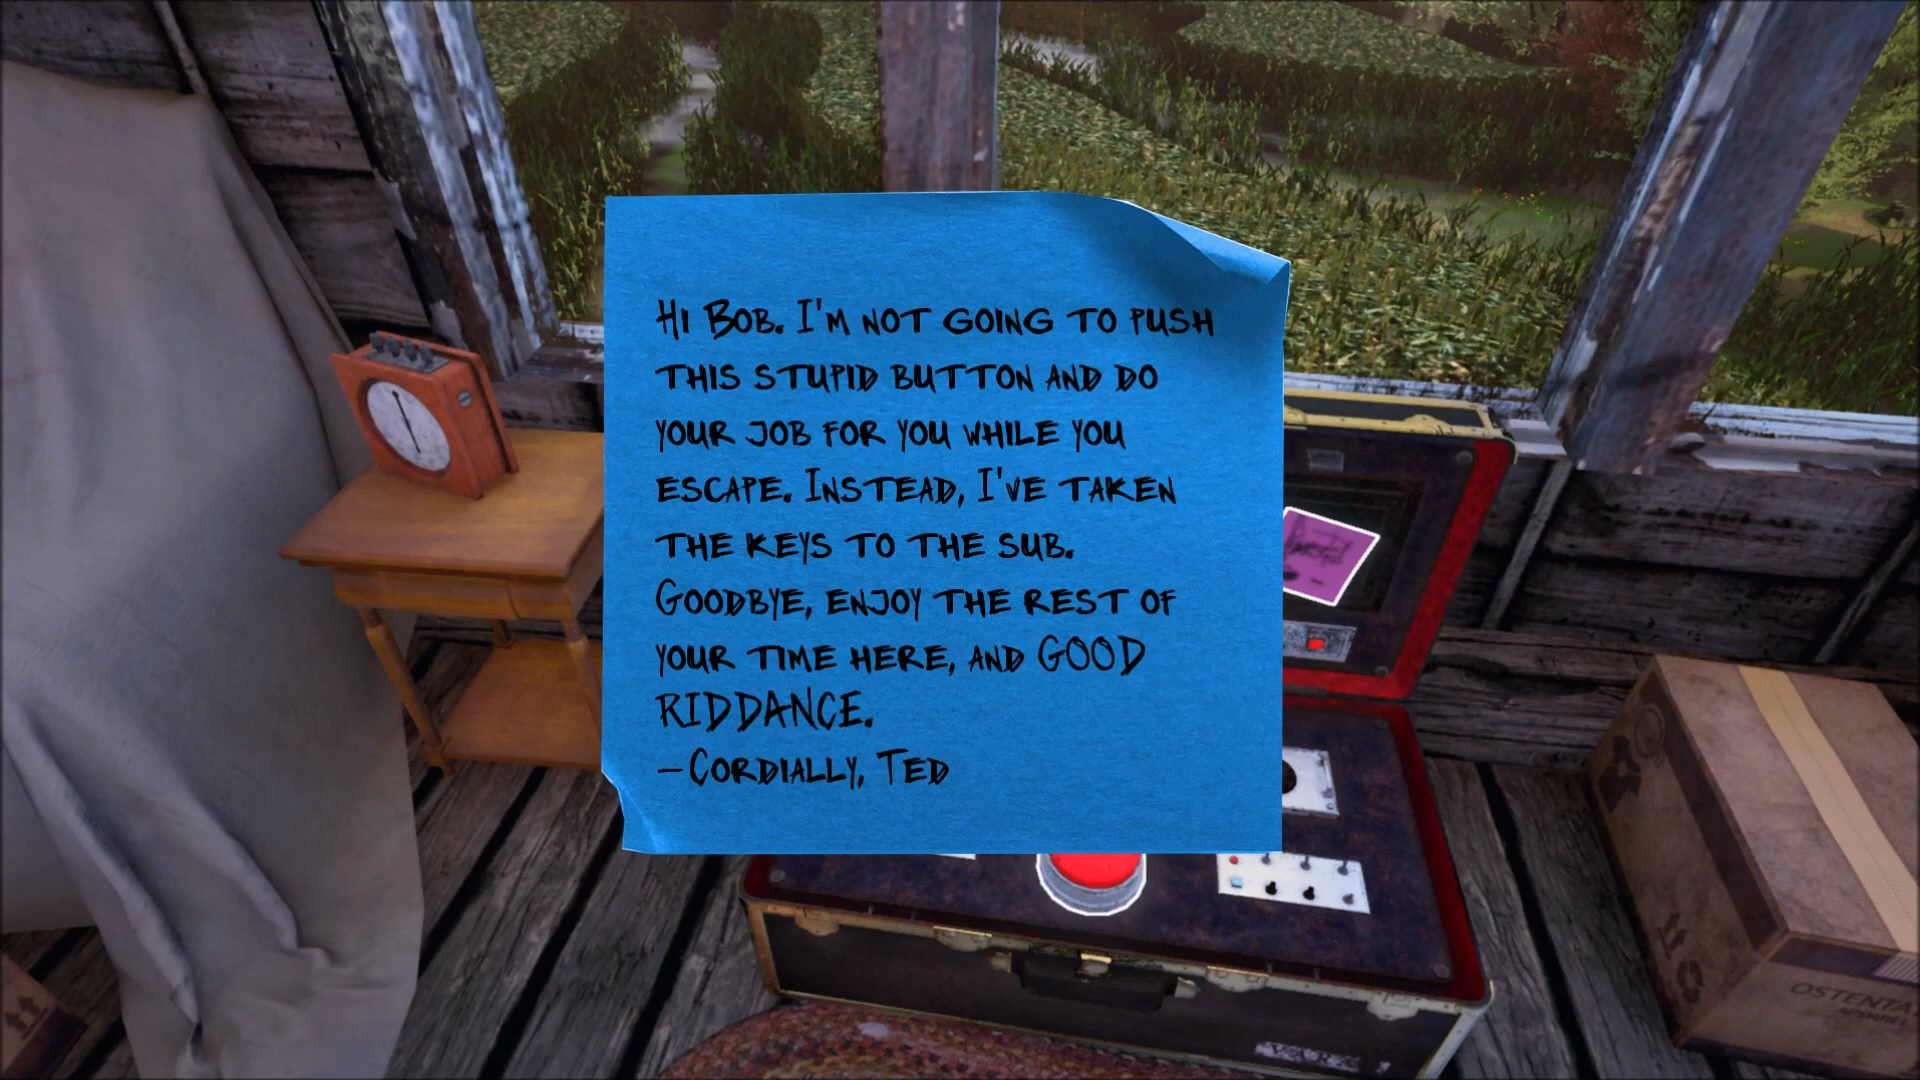 Hi Bob. I'm not going to push
this stupid button and do
your job for you while you
escape. Instead, I've taken
the keys to the sub.
Goodbye, enjoy the rest of
your time here, and GOOD
RIDDANCE.
—Cordially, Ted